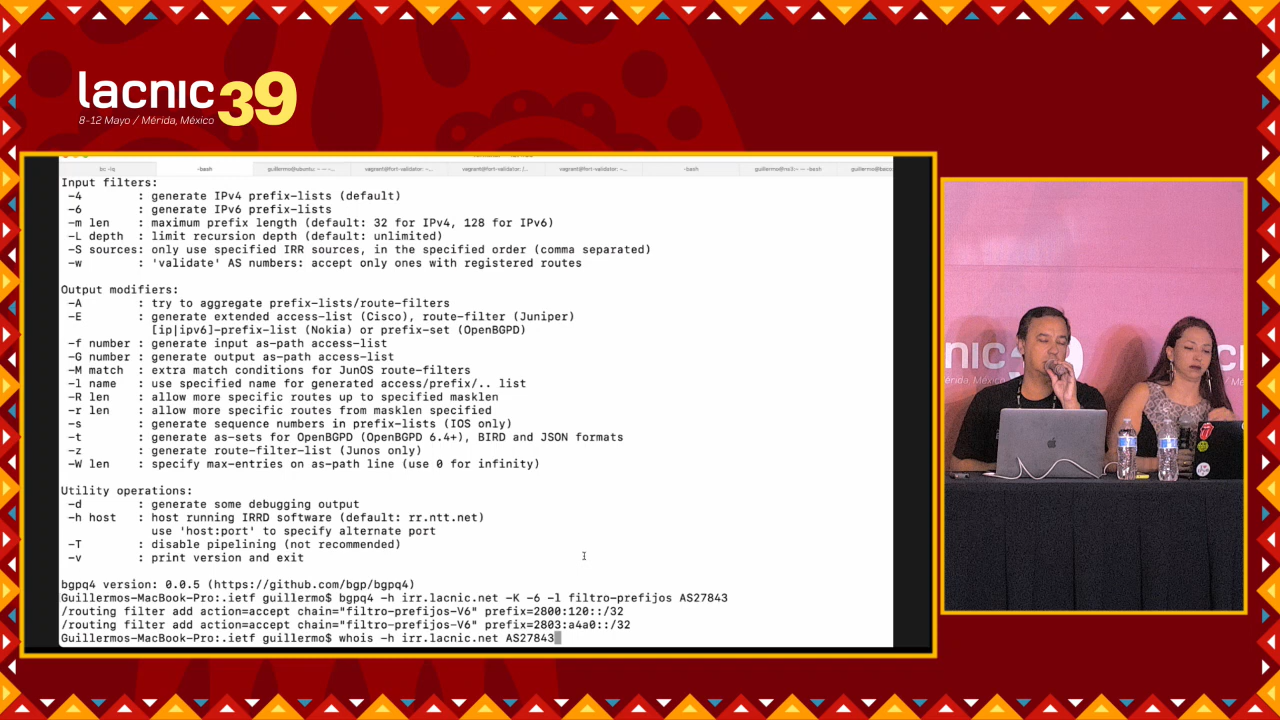 lacnic 39
8-12 Mayo / Mérida, México
-bash
-bash
-bash
Input filters:
-4 : generate IPv4 prefix-lists (default)
-6 : generate IPv6 prefix-lists
-m len : maximum prefix length (default: 32 for IPv4, 128 for IPv6)
-L depth : limit recursion depth (default: unlimited)
-S sources: only use specified IRR sources, in the specified order (comma separated)
-w : 'validate' AS numbers: accept only ones with registered routes
Output modifiers:
-A : try to aggregate prefix-lists/route-filters
-E : generate extended access-list (Cisco), route-filter (Juniper)
[ip|ipv6]-prefix-list (Nokia) or prefix-set (OpenBGPD)
-f number : generate input as-path access-list
-G number : generate output as-path access-list
-M match : extra match conditions for JunOS route-filters
-l name : use specified name for generated access/prefix/.. list
-R len : allow more specific routes up to specified masklen
-r len : allow more specific routes from masklen specified
-s : generate sequence numbers in prefix-lists (IOS only)
-t : generate as-sets for OpenBGPD (OpenBGPD 6.4+), BIRD and JSON formats
-z : generate route-filter-list (Junos only)
-W len : specify max-entries on as-path line (use 0 for infinity)
Utility operations:
-d : generate some debugging output
-h host : host running IRRD software (default: rr.ntt.net)
use 'host:port' to specify alternate port
-T : disable pipelining (not recommended)
-v : print version and exit
bgpq4 version: 0.0.5 (https://github.com/bgp/bgpq4)
Guillermos-MacBook-Pro:.ietf guillermo$ bgpq4 -h irr.lacnic.net -K -6 -l filtro-prefijos AS27843
/routing filter add action=accept chain="filtro-prefijos-V6" prefix=2800:120::/32
/routing filter add action=accept chain="filtro-prefijos-V6" prefix=2803:a4a0::/32
Guillermos-MacBook-Pro:.ietf guillermo$ whois -h irr.lacnic.net AS27843